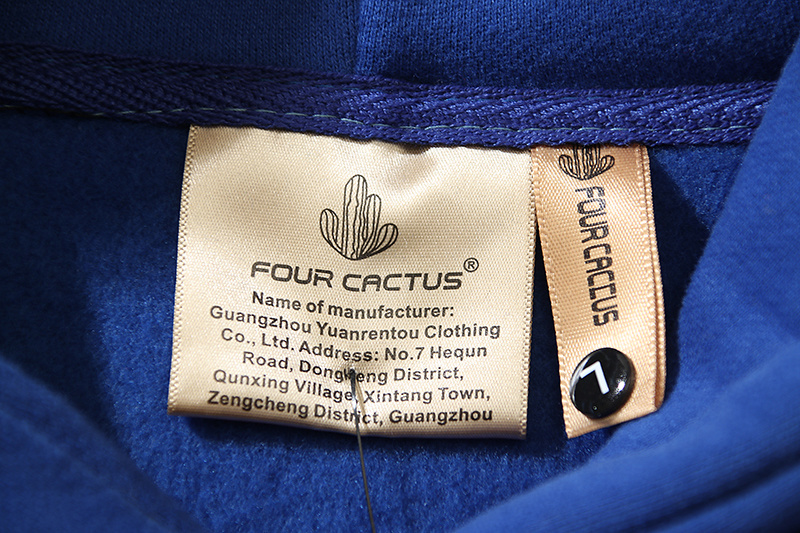 FOUR CACTUS®
Name of manufacturer:
Guangzhou Yuanrentou Clothing
Co., Ltd. Address: No.7 Hequn
Road, District,
Qunxing Village, Xintang Town,
Zengcheng District, Guangzhou
FOUR CACTUS
L